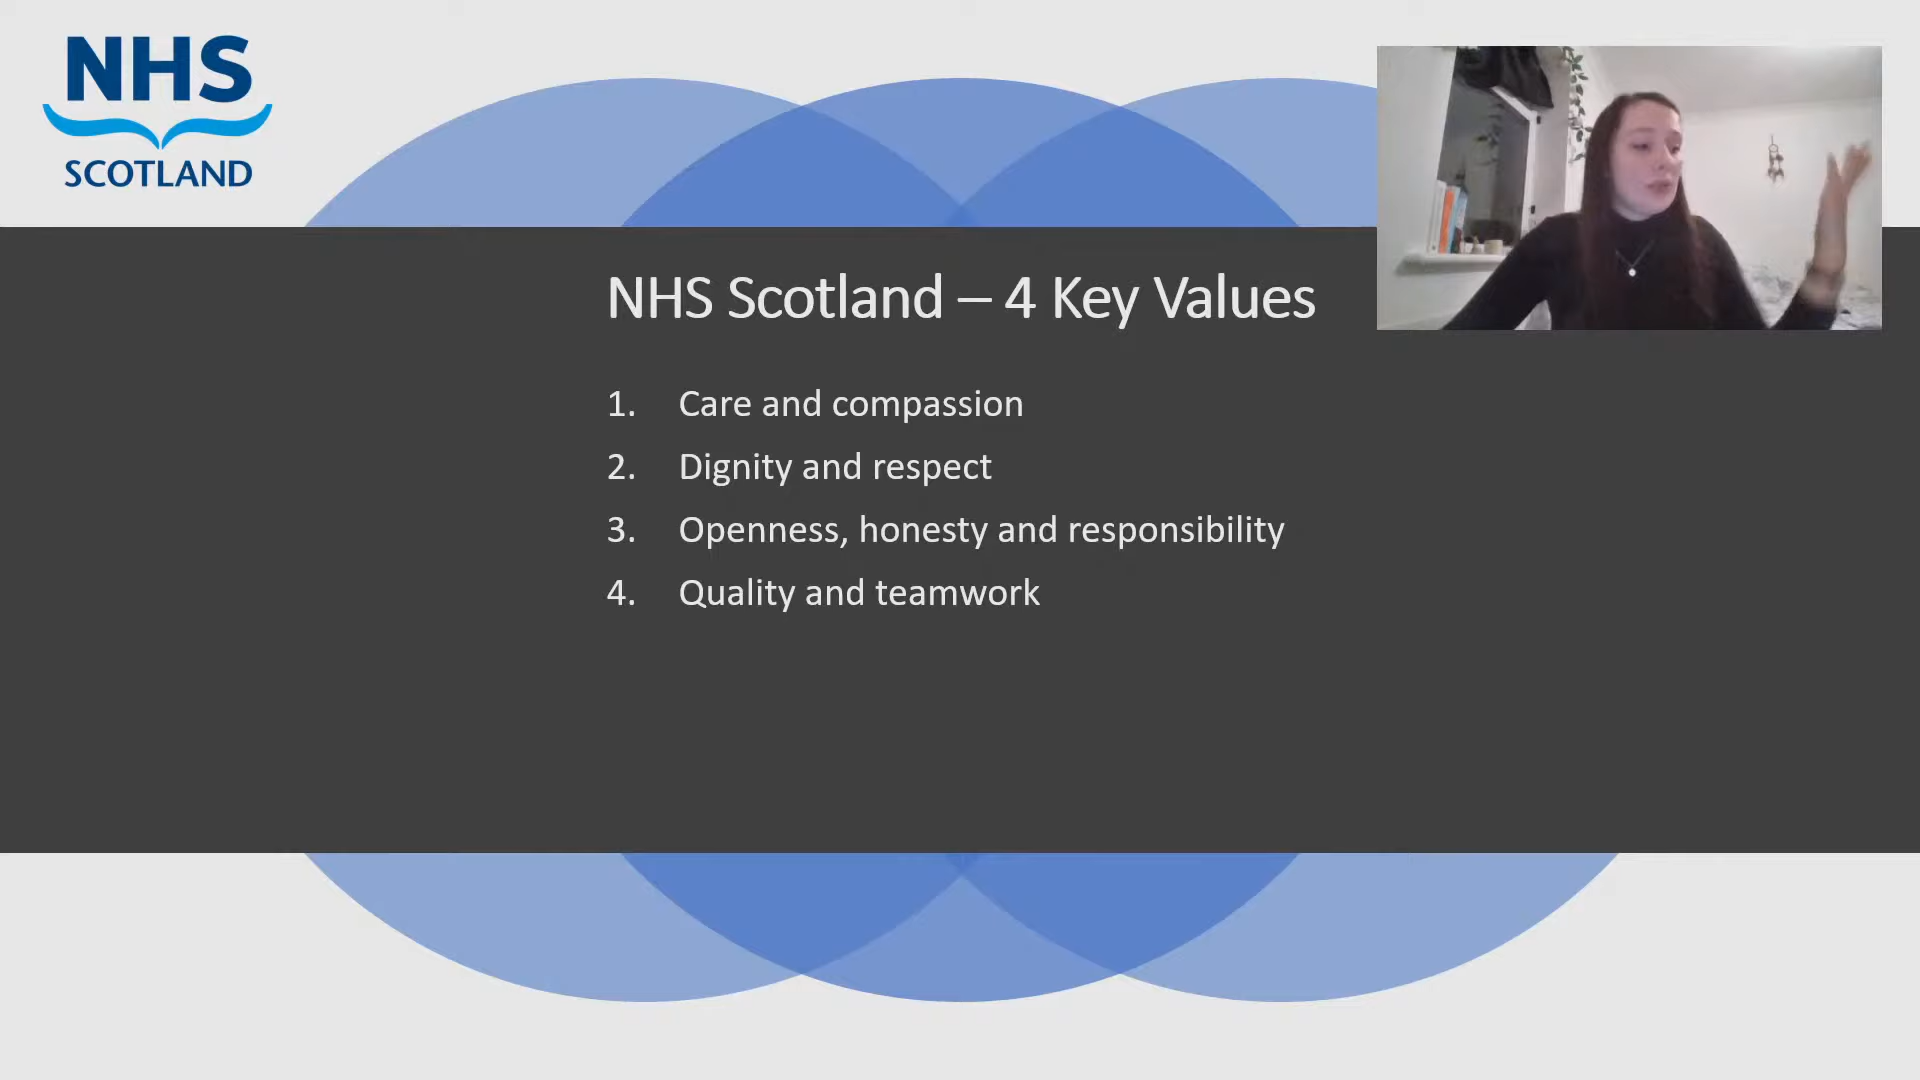 NHS
SCOTLAND
NHS Scotland – 4 Key Values
1. Care and compassion
2. Dignity and respect
3. Openness, honesty and responsibility
4. Quality and teamwork